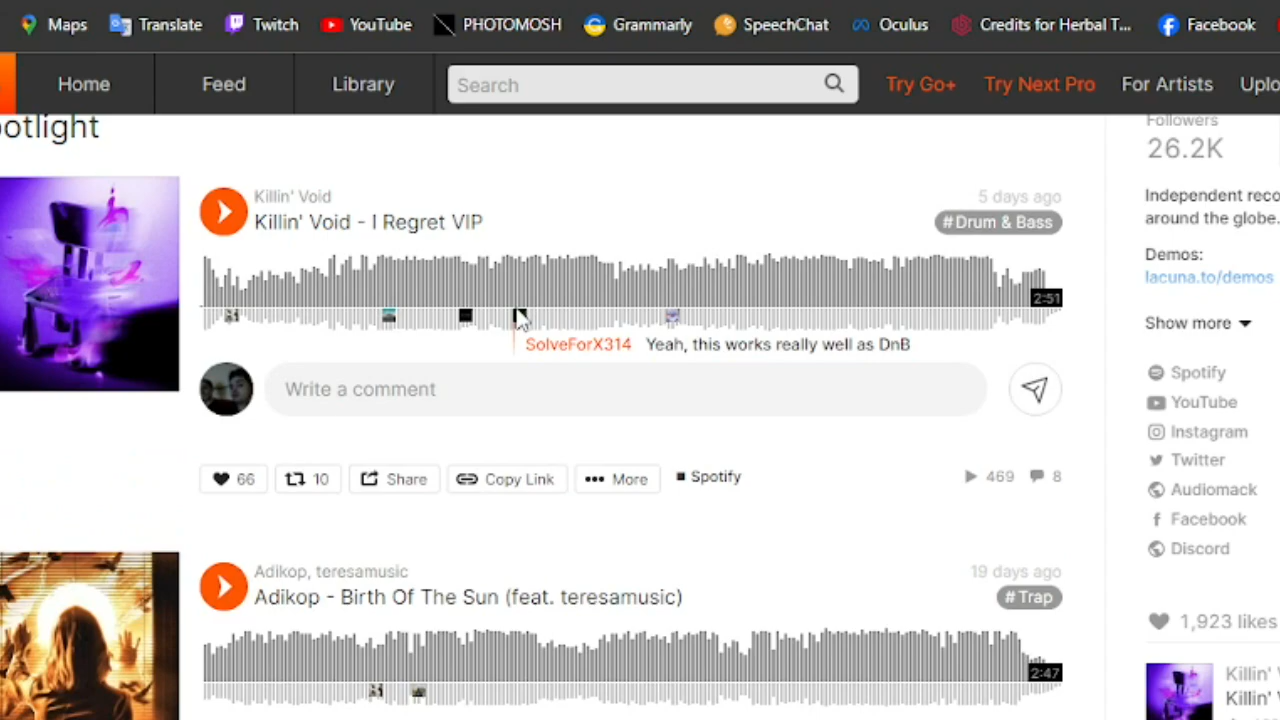 Maps Translate Twitch YouTube PHOTOMOSH Grammarly SpeechChat Oculus Credits for Herbal T... Facebook
Home Feed Library Search Try Go+ Try Next Pro For Artists Uplo
otlight
Killin' Void
5 days ago
Killin' Void - I Regret VIP
# Drum & Bass
2:51
SolveForX314 Yeah, this works really well as DnB
Write a comment
66 10 Share Copy Link More Spotify 469 8
Adikop, teresamusic
19 days ago
Adikop - Birth Of The Sun (feat. teresamusic)
# Trap
2:47
Followers
26.2K
Independent reco
around the globe.
Demos:
lacuna.to/demos
Show more
Spotify
YouTube
Instagram
Twitter
Audiomack
Facebook
Discord
1,923 likes
Killin' V
Killin'